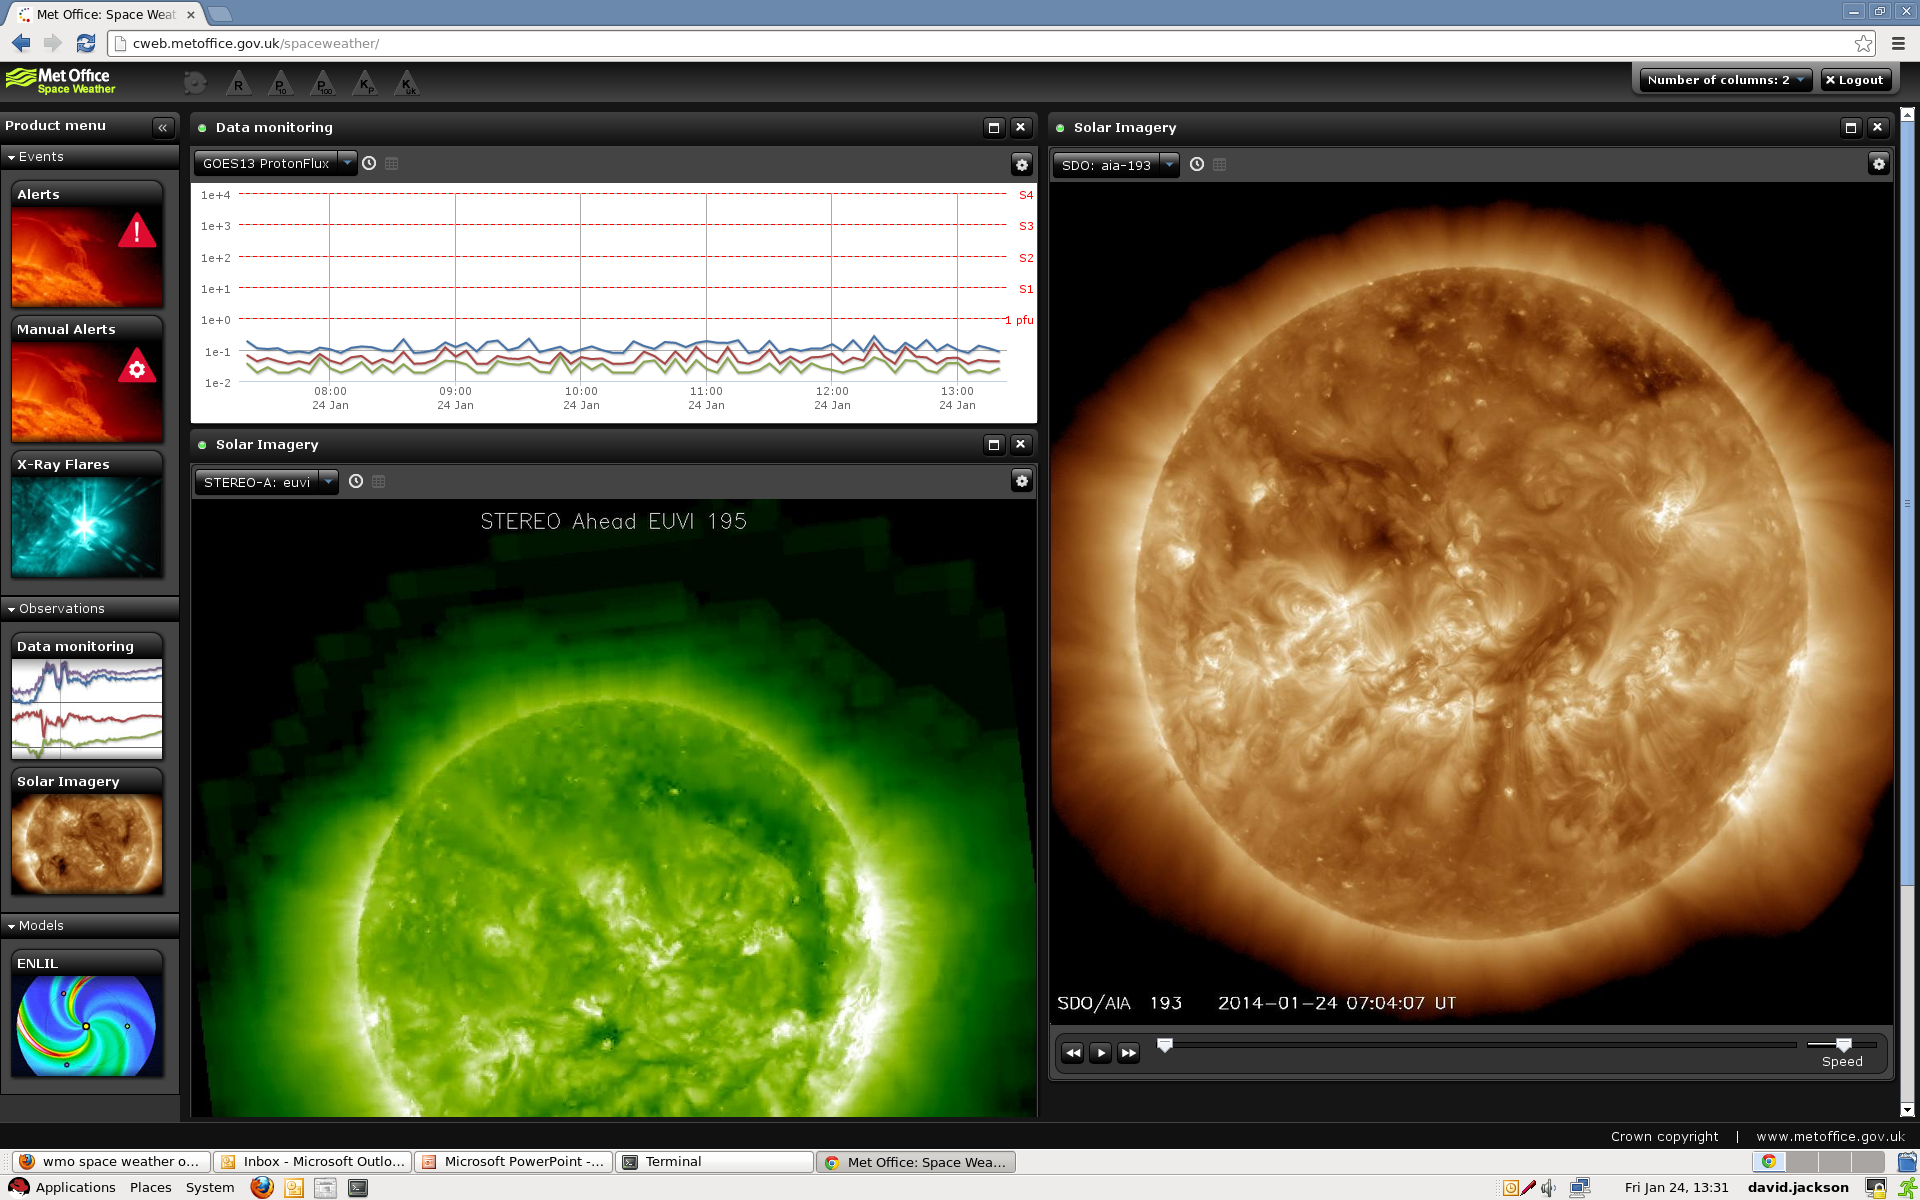 Met Office: Space Weat
cweb.metoffice.gov.uk/spaceweather/
Met Office
Space Weather
R
P10
P100
Kp
Kuk
Number of columns: 2
Logout
Product menu
Events
Alerts
Manual Alerts
X-Ray Flares
Observations
Data monitoring
Solar Imagery
Models
ENLIL
Data monitoring
GOES13 ProtonFlux
1e+4
S4
1e+3
S3
1e+2
S2
1e+1
S1
1e+0
1 pfu
1e-1
1e-2
08:00 09:00 10:00 11:00 12:00 13:00
24 Jan 24 Jan 24 Jan 24 Jan 24 Jan 24 Jan
Solar Imagery
STEREO-A: euvi
STEREO Ahead EUVI 195
Solar Imagery
SDO: aia-193
SDO/AIA 193 2014-01-24 07:04:07 UT
Speed
Crown copyright | www.metoffice.gov.uk
wmo space weather o...
Inbox - Microsoft Outlo...
Microsoft PowerPoint -...
Terminal
Met Office: Space Wea...
Applications Places System
Fri Jan 24, 13:31
david.jackson